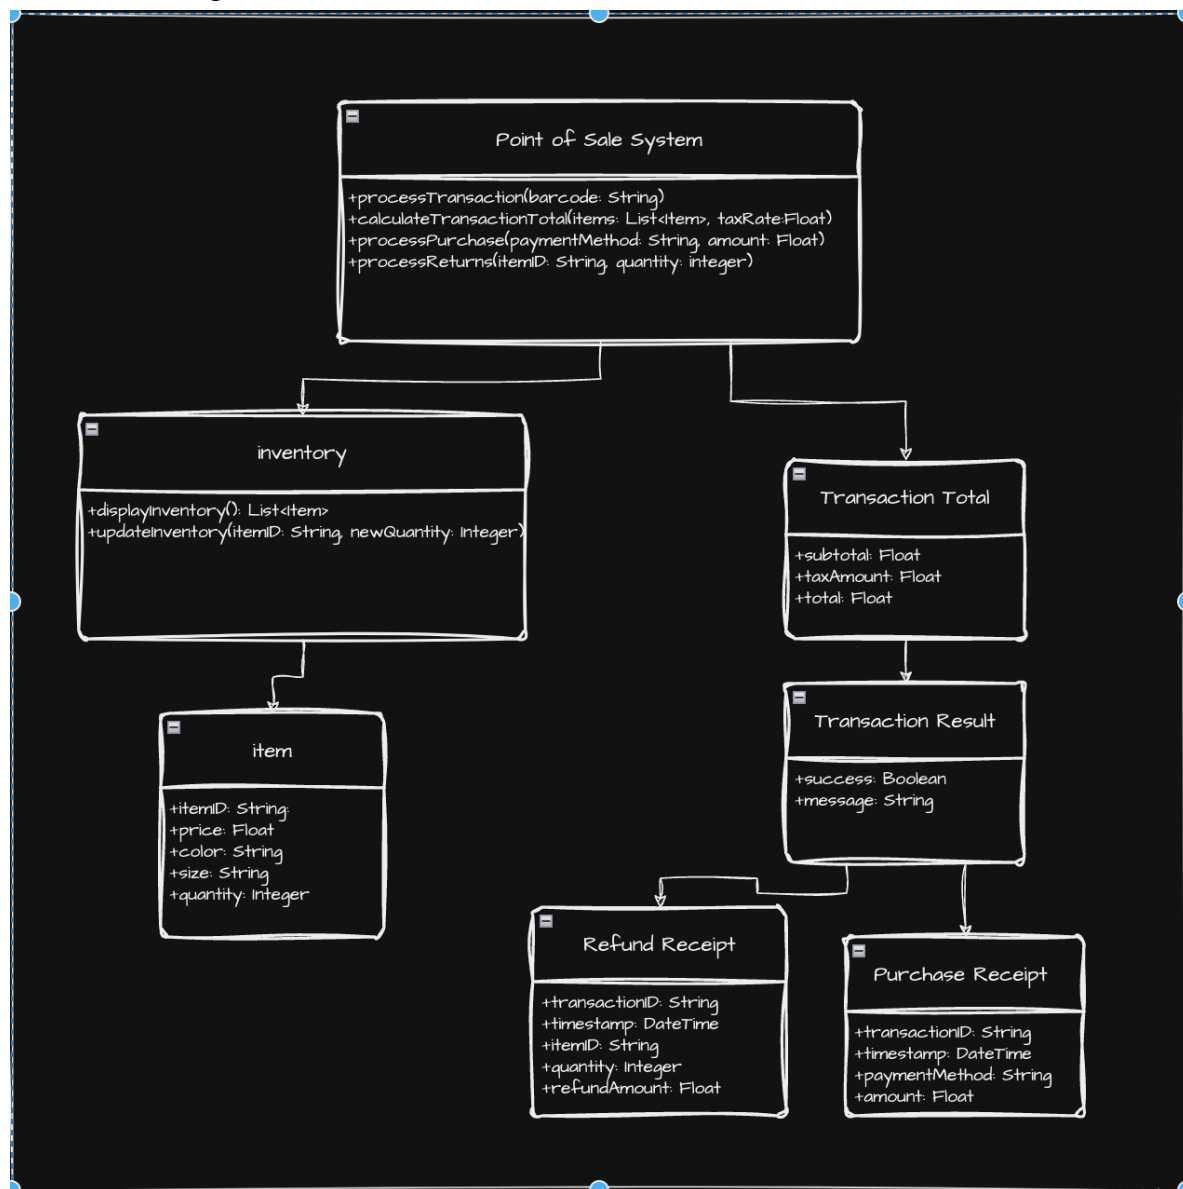 Point of Sale System
+processTransaction(barcode: String)
+calculateTransactionTotal(items: List<Item>, taxRate:Float)
+processPurchase(paymentMethod: String, amount: Float)
+processReturns(itemID: String, quantity: integer)
inventory
+displayInventory(): List<Item>
+updateInventory(itemID: String, newQuantity: Integer)
Transaction Total
+subtotal: Float
+taxAmount: Float
+total: Float
item
+itemID: String:
+price: Float
+color: String
+size: String
+quantity: Integer
Transaction Result
+success: Boolean
+message: String
Refund Receipt
+transactionID: String
+timestamp: DateTime
+itemID: String
+quantity: Integer
+refundAmount: Float
Purchase Receipt
+transactionID: String
+timestamp: DateTime
+paymentMethod: String
+amount: Float